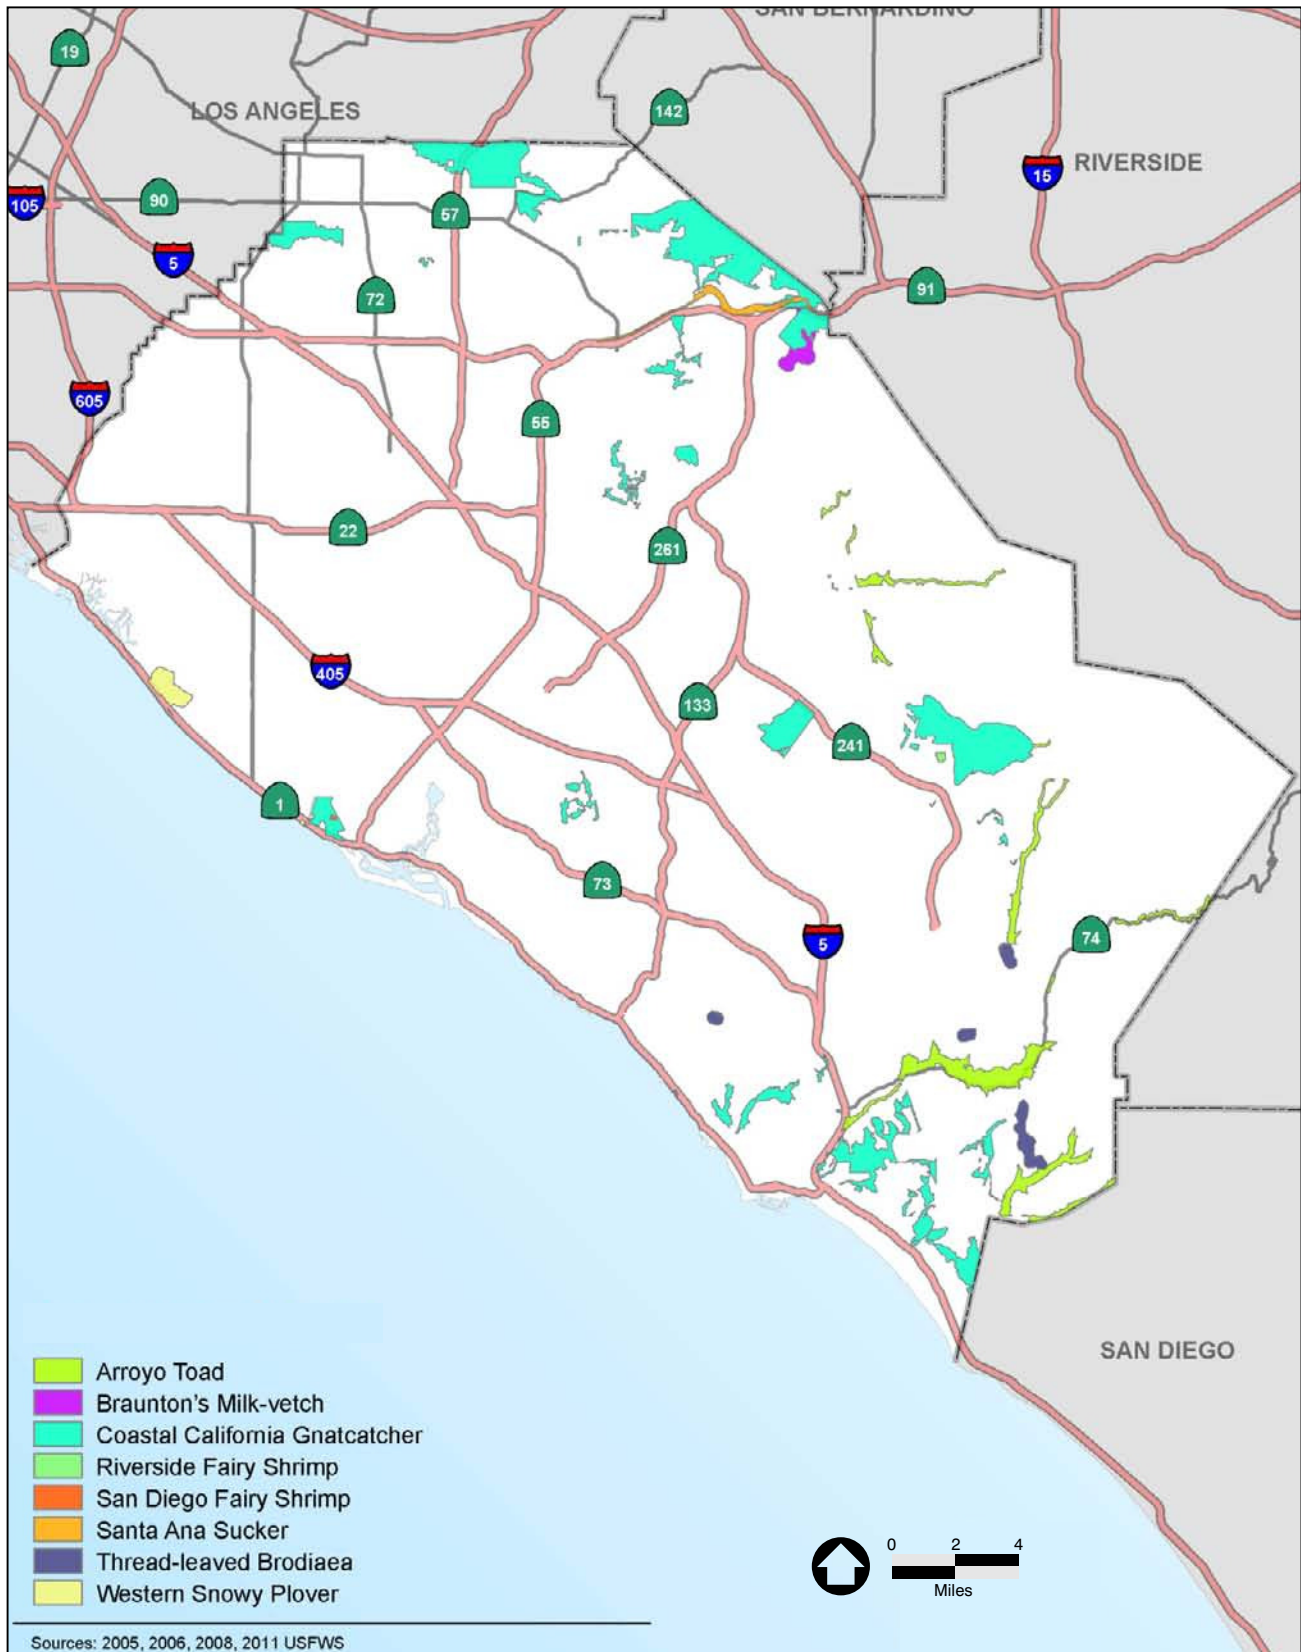 SAN BERNARDINO
19
LOS ANGELES
142
15
RIVERSIDE
105
90
57
5
72
91
605
55
22
261
405
133
241
1
73
5
74
SAN DIEGO
Arroyo Toad
Braunton's Milk-vetch
Coastal California Gnatcatcher
Riverside Fairy Shrimp
San Diego Fairy Shrimp
Santa Ana Sucker
Thread-leaved Brodiaea
Western Snowy Plover
0 2 4
Miles
Sources: 2005, 2006, 2008, 2011 USFWS